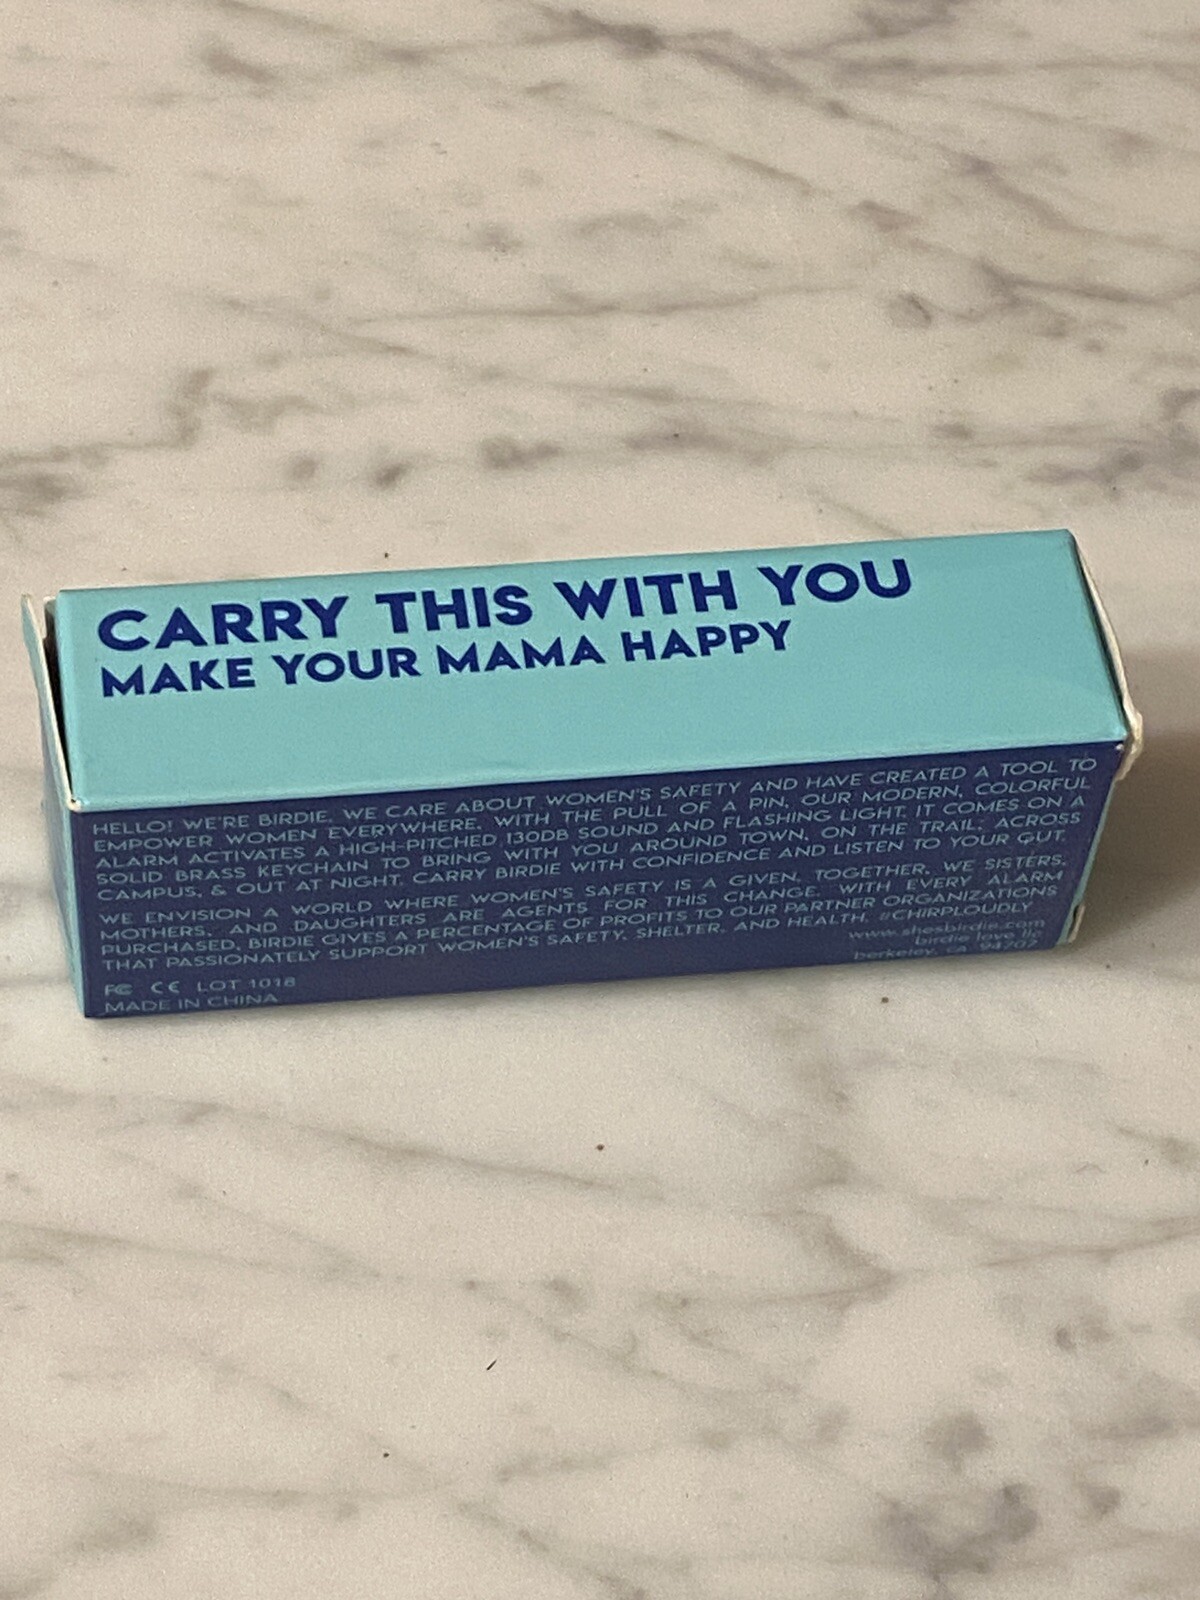 CARRY THIS WITH YOU
MAKE YOUR MAMA HAPPY
HELLO! WE'RE BIRDIE. WE CARE ABOUT WOMEN'S SAFETY AND HAVE CREATED A TOOL TO
EMPOWER WOMEN EVERYWHERE. WITH THE PULL OF A PIN, OUR MODERN, COLORFUL
ALARM ACTIVATES A HIGH-PITCHED 130DB SOUND AND FLASHING LIGHT. IT COMES ON A
SOLID BRASS KEYCHAIN TO BRING WITH YOU AROUND TOWN, ON THE TRAIL, ACROSS
CAMPUS, & OUT AT NIGHT. CARRY BIRDIE WITH CONFIDENCE AND LISTEN TO YOUR GUT.
WE ENVISION A WORLD WHERE WOMEN'S SAFETY IS A GIVEN. TOGETHER, WE SISTERS,
MOTHERS, AND DAUGHTERS ARE AGENTS FOR THIS CHANGE. WITH EVERY ALARM
PURCHASED, BIRDIE GIVES A PERCENTAGE OF PROFITS TO OUR PARTNER ORGANIZATIONS
THAT PASSIONATELY SUPPORT WOMEN'S SAFETY, SHELTER, AND HEALTH. #CHIRPLOUDLY
www.shesbirdie.com
birdie love llc
berkeley, ca 94707
FC CE LOT 1018
MADE IN CHINA